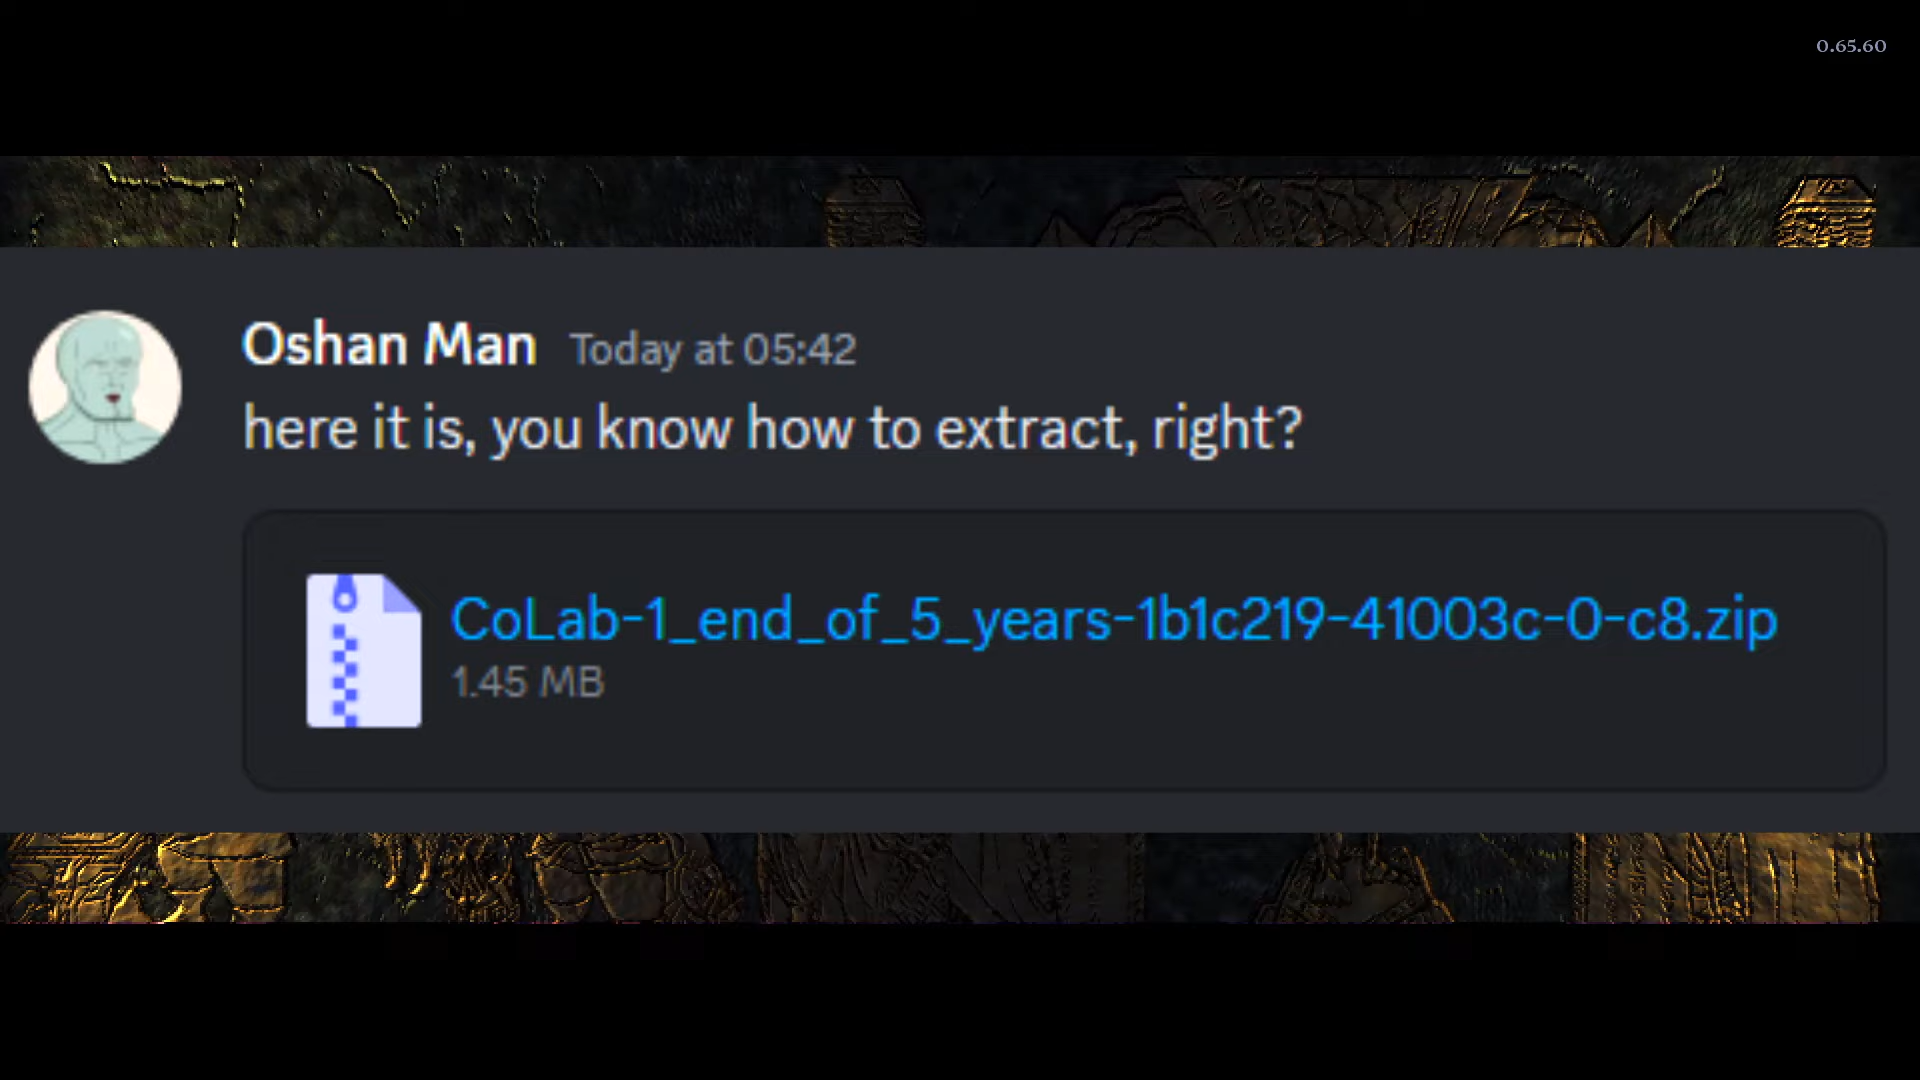 0.65.60
Oshan Man Today at 05:42
here it is, you know how to extract, right?
CoLab-1_end_of_5_years-1b1c219-41003c-0-c8.zip
1.45 MB